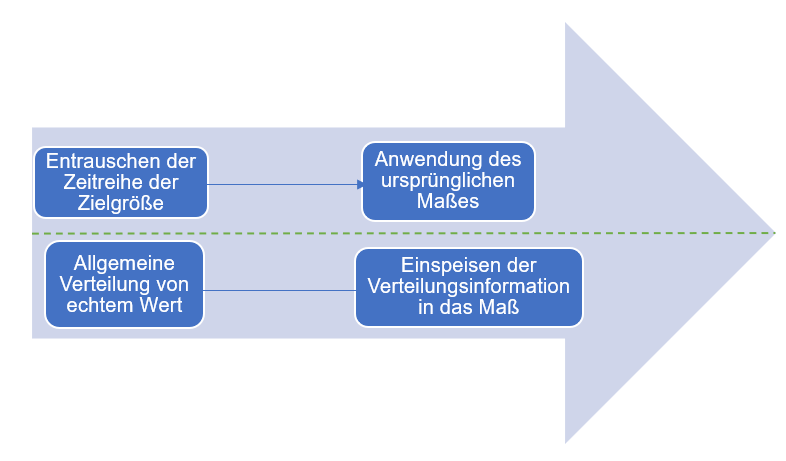 Entrauschen der
Zeitreihe der
Zielgröße
Anwendung des
ursprünglichen
Maßes
Allgemeine
Verteilung von
echtem Wert
Einspeisen der
Verteilungsinformation
in das Maß